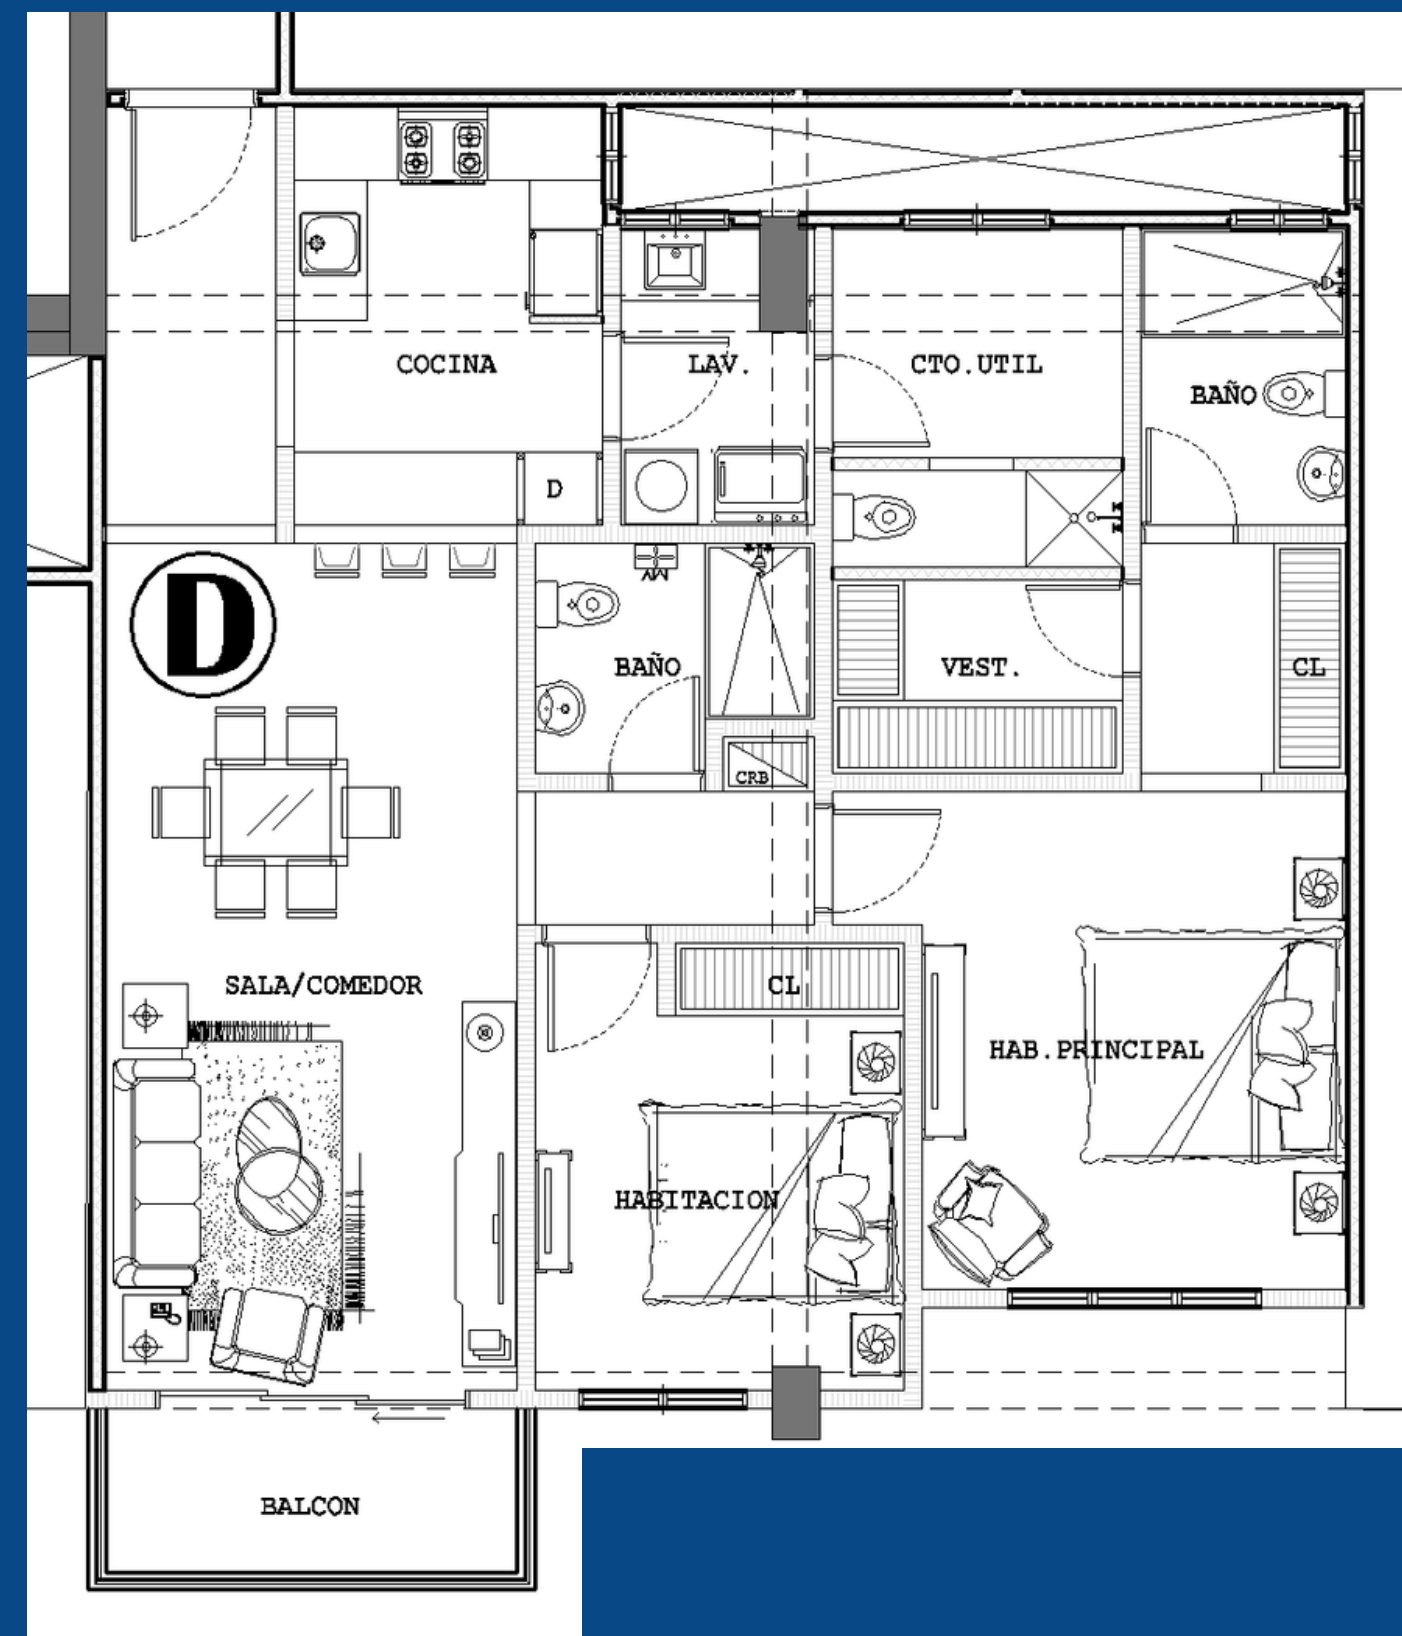 COCINA
LAV.
CTO.UTIL
BAÑO
D
D
BAÑO
VEST.
CL
CRB
SALA/COMEDOR
CL
HAB.PRINCIPAL
HABITACION
BALCON